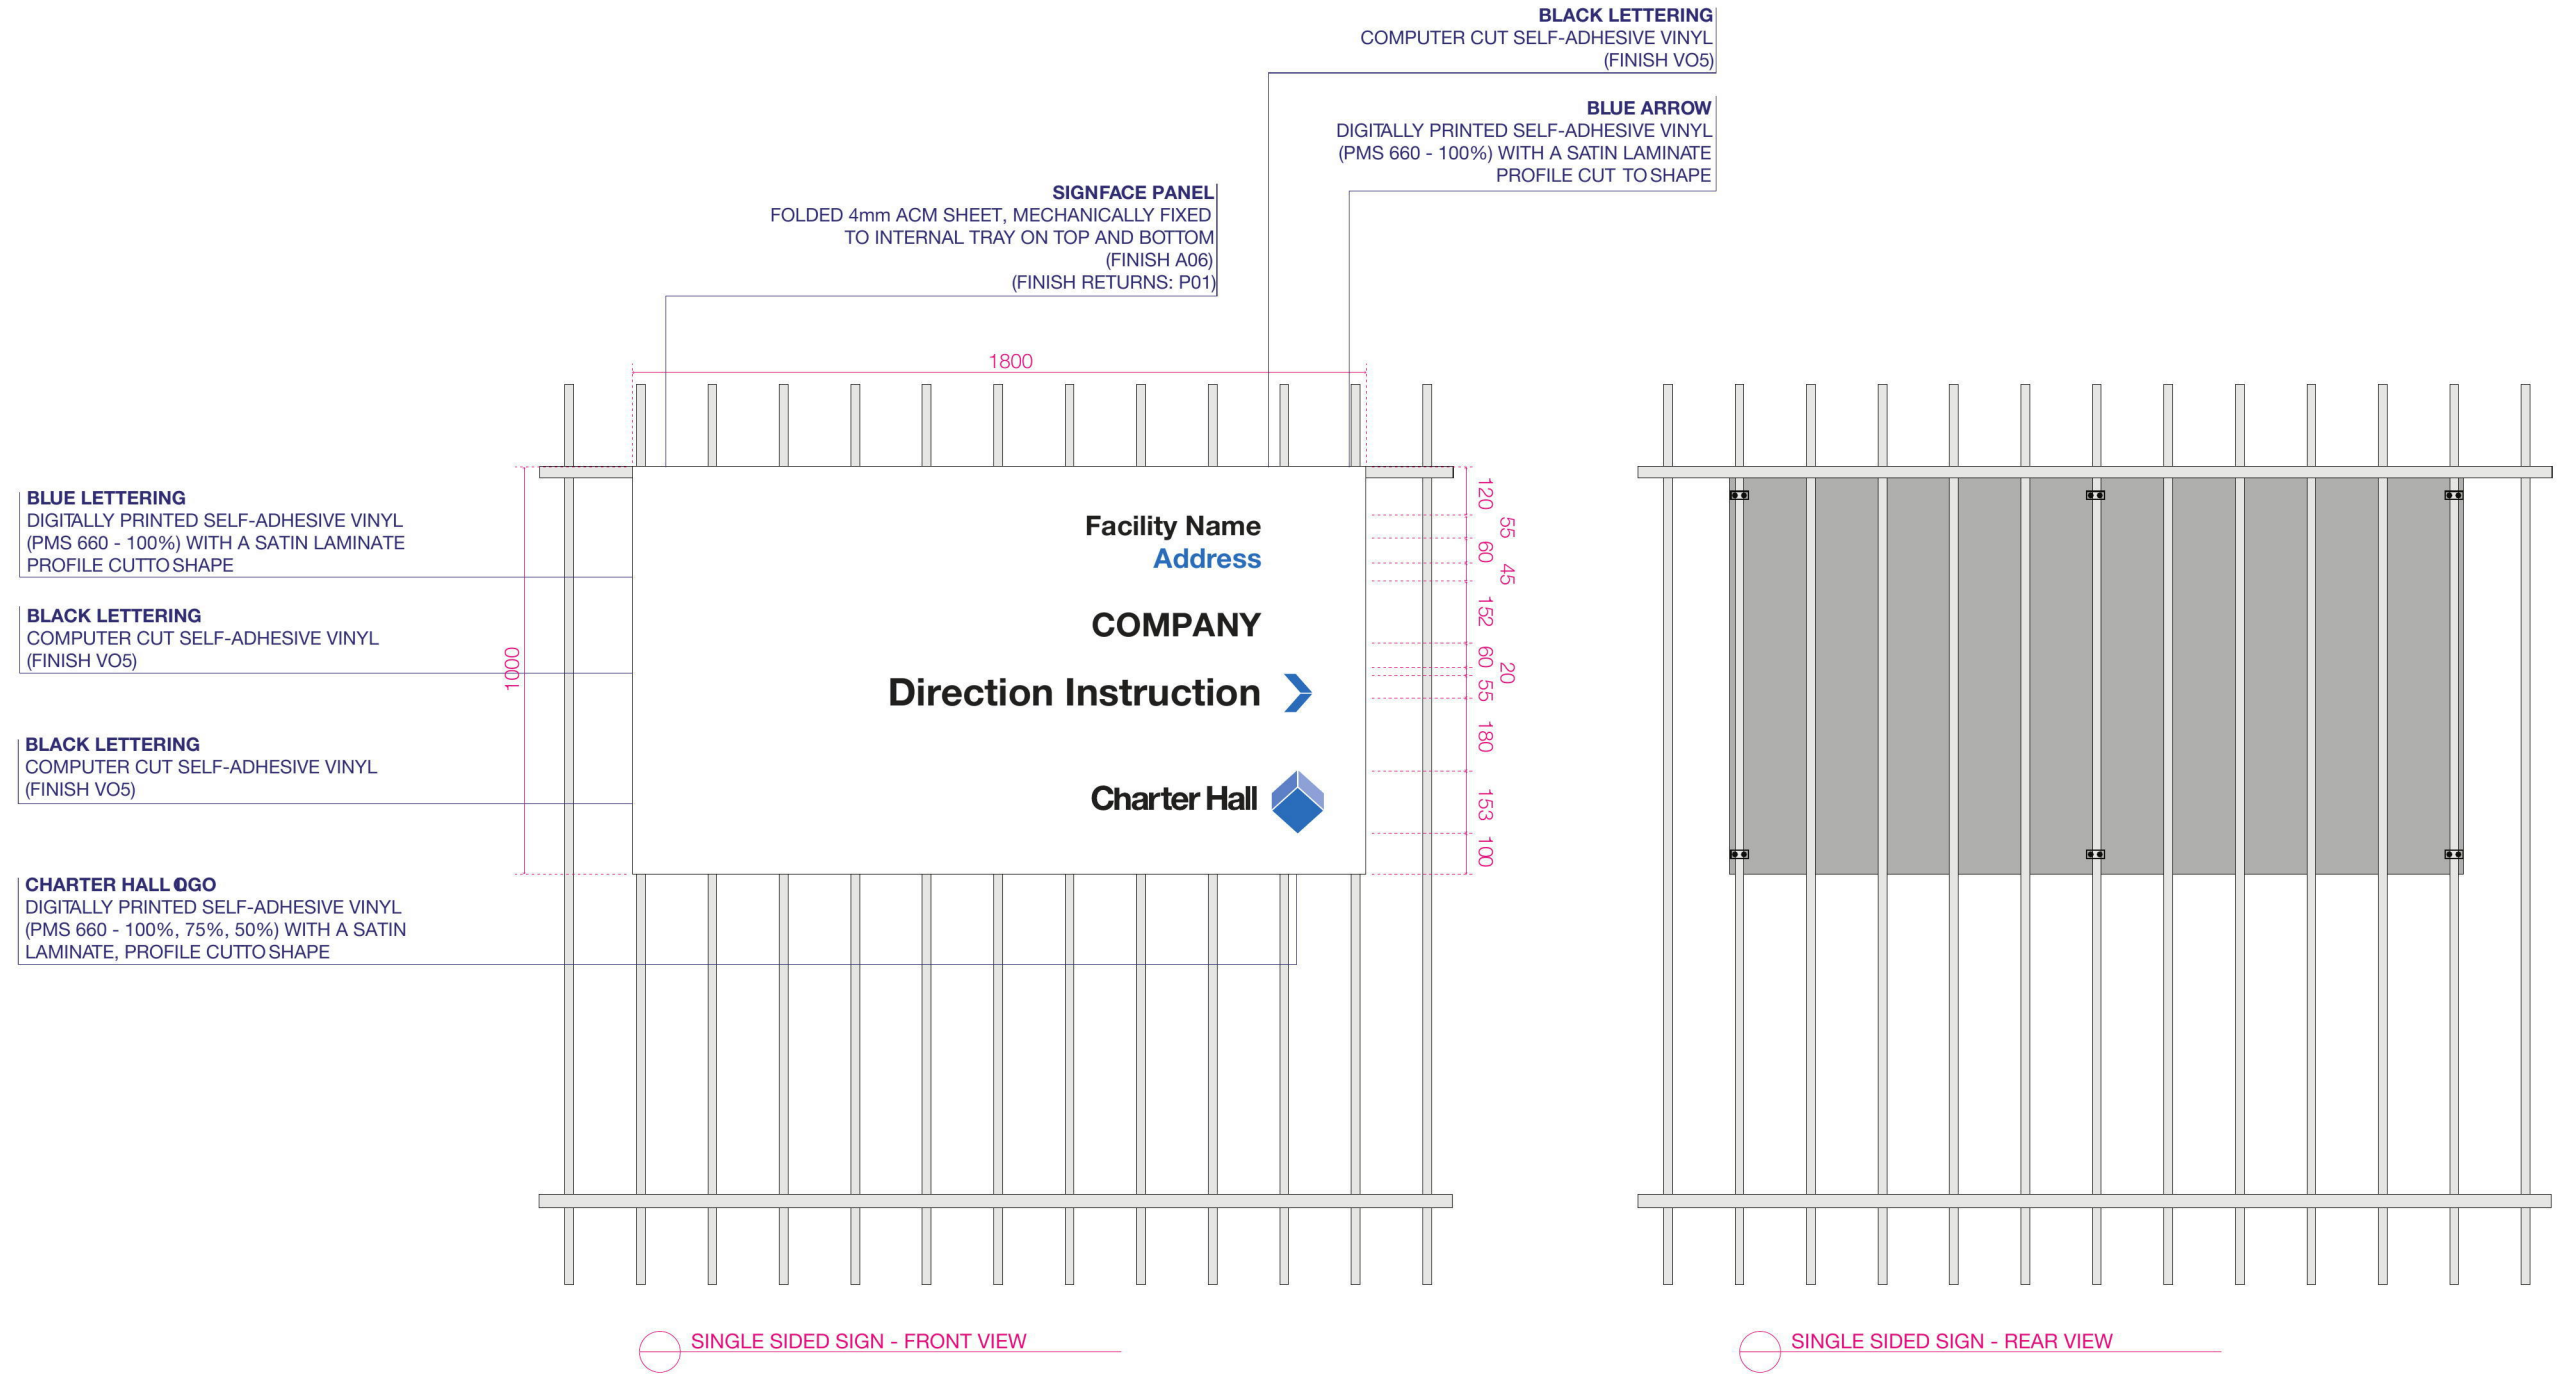 BLACK LETTERING
COMPUTER CUT SELF-ADHESIVE VINYL
(FINISH VO5)
BLUE ARROW
DIGITALLY PRINTED SELF-ADHESIVE VINYL
(PMS 660 - 100%) WITH A SATIN LAMINATE
PROFILE CUT TO SHAPE
SIGNFACE PANEL
FOLDED 4mm ACM SHEET, MECHANICALLY FIXED
TO INTERNAL TRAY ON TOP AND BOTTOM
(FINISH A06)
(FINISH RETURNS: P01)
1800
BLUE LETTERING
DIGITALLY PRINTED SELF-ADHESIVE VINYL
(PMS 660 - 100%) WITH A SATIN LAMINATE
PROFILE CUTTO SHAPE
BLACK LETTERING
COMPUTER CUT SELF-ADHESIVE VINYL
(FINISH VO5)
BLACK LETTERING
COMPUTER CUT SELF-ADHESIVE VINYL
(FINISH VO5)
CHARTER HALL
DIGITALLY PRINTED SELF-ADHESIVE VINYL
(PMS 660 - 100%, 75%, 50%) WITH A SATIN
LAMINATE, PROFILE CUTTO SHAPE
1000
Facility Name
Address
COMPANY
Direction Instruction
Charter Hall
120
55
60
45
152
60
20
55
180
153
100
SINGLE SIDED SIGN - FRONT VIEW
SINGLE SIDED SIGN - REAR VIEW